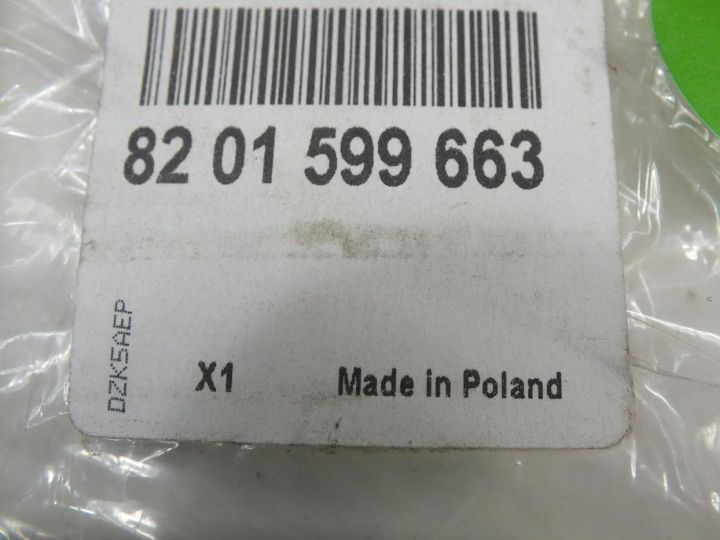 82 01 599 663
DZK5AEP
X1
Made in Poland